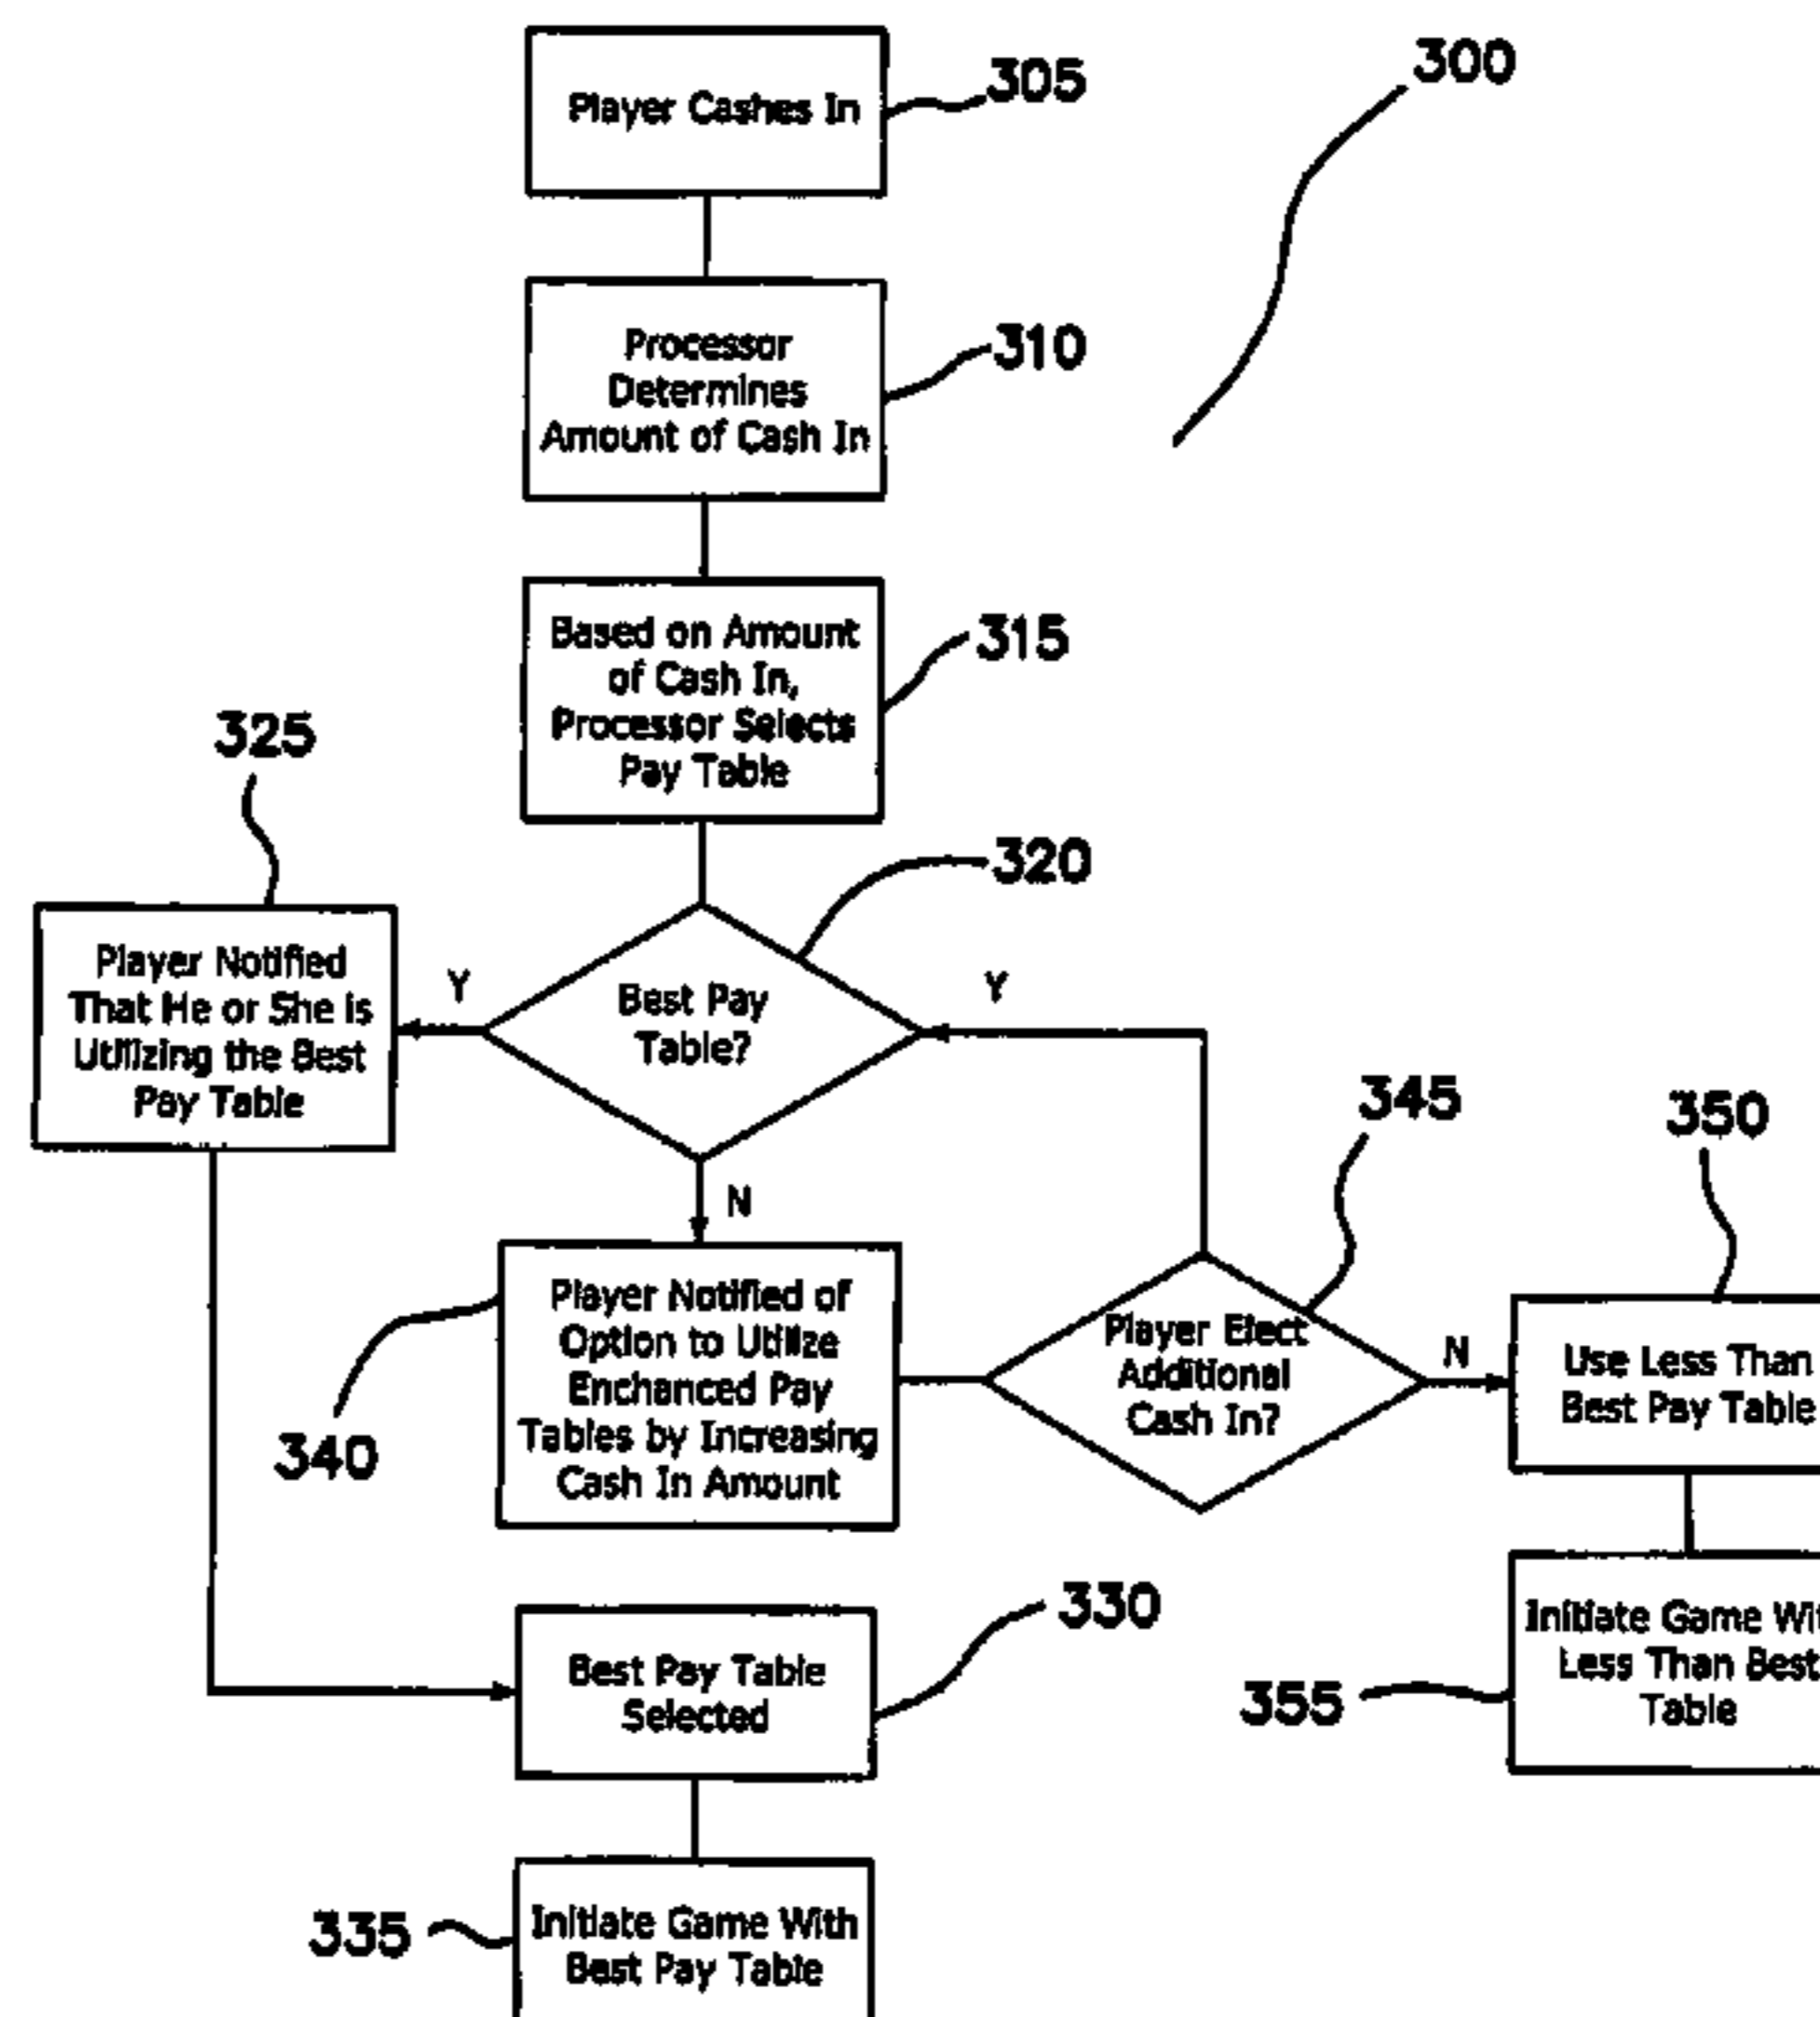 Player Cashes In
305
300
Processor
Determines
Amount of Cash In
310
Based on Amount
of Cash In,
Processor Selects
Pay Table
315
325
320
Player Notified
That He or She is
Utilizing the Best
Pay Table
Y
Best Pay
Table?
Y
N
345
350
Player Notified of
Option to Utilize
Enchanced Pay
Tables by Increasing
Cash In Amount
340
Player Elect
Additional
Cash In?
N
Use Less Than
Best Pay Table
330
Best Pay Table
Selected
Initiate Game
Less Than Best
Table
355
335
Initiate Game With
Best Pay Table